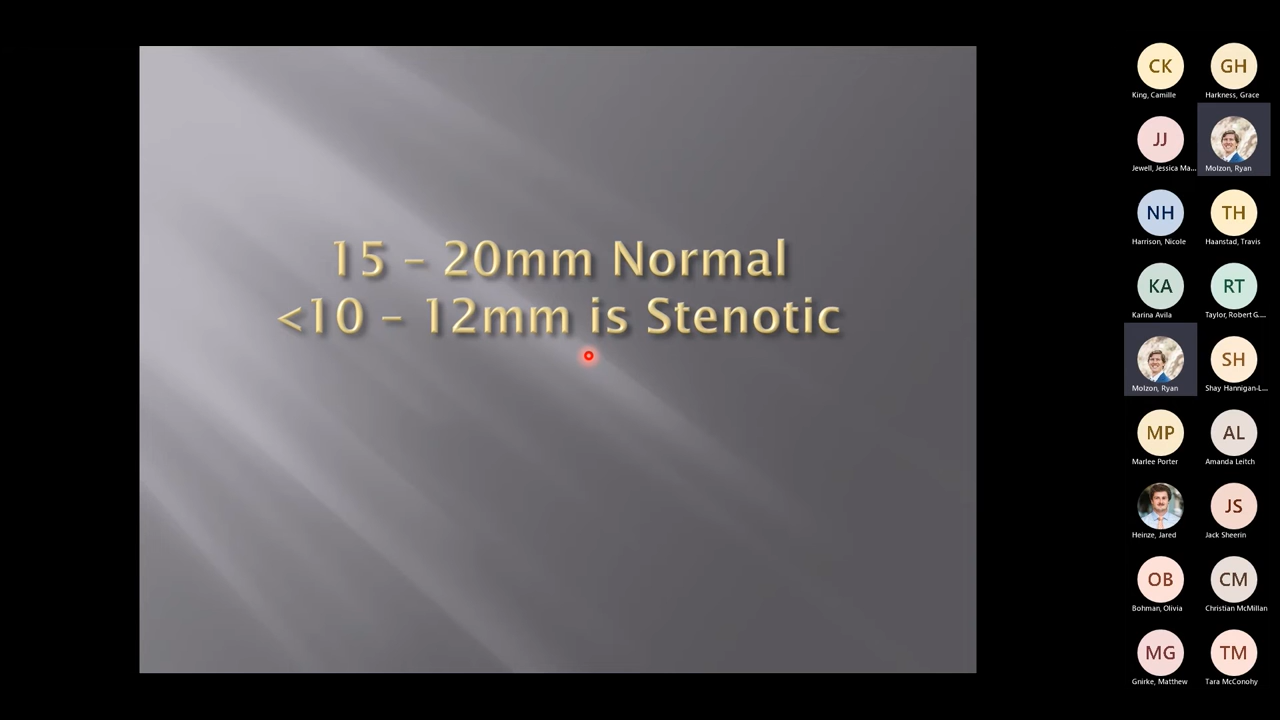 15 – 20mm Normal
<10 – 12mm is Stenotic
CK
King, Camille
GH
Harkness, Grace
JJ
Jewell, Jessica Ma...
Molzon, Ryan
NH
Harrison, Nicole
TH
Haanstad, Travis
KA
Karina Avila
RT
Taylor, Robert G....
Molzon, Ryan
SH
Shay Hannigan-L...
MP
Marlee Porter
AL
Amanda Leitch
Heinze, Jared
JS
Jack Sheerin
OB
Bohman, Olivia
CM
Christian McMillan
MG
Gnirke, Matthew
TM
Tara McConohy